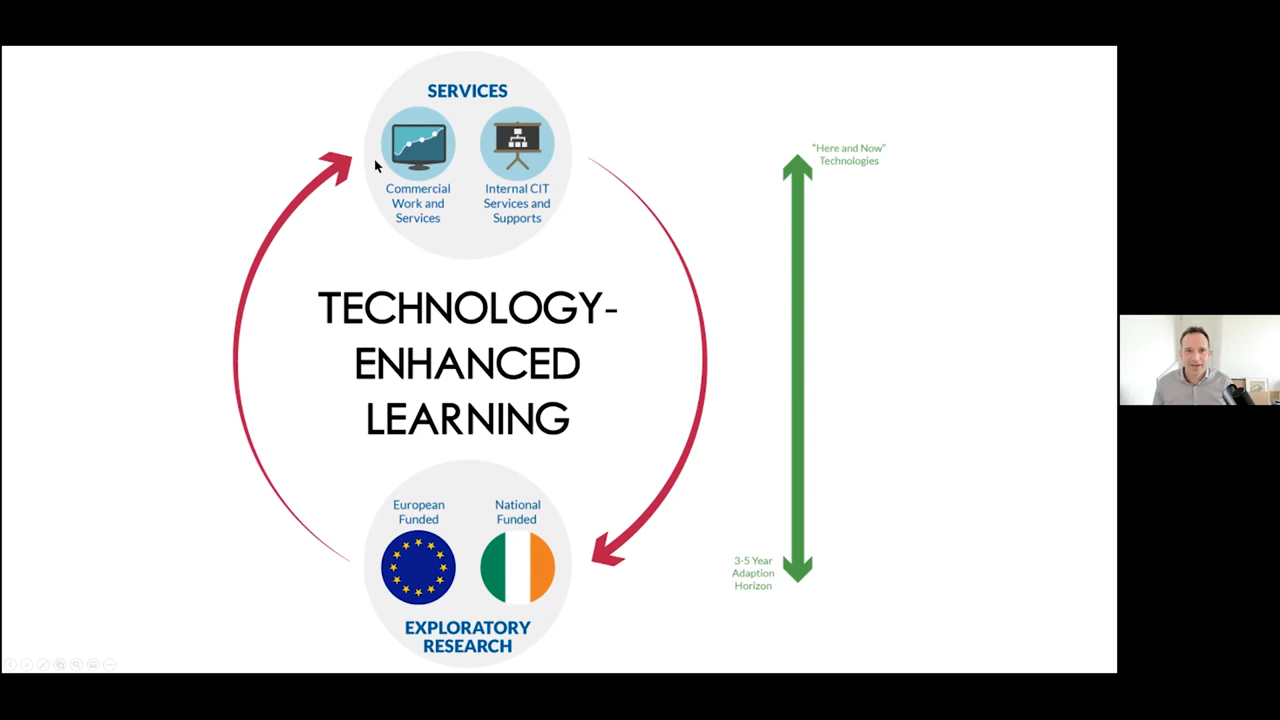 SERVICES
Commercial
Work and
Services
Internal CIT
Services and
Supports
"Here and Now"
Technologies
TECHNOLOGY-
ENHANCED
LEARNING
European
Funded
National
Funded
EXPLORATORY
RESEARCH
3-5 Year
Adaption
Horizon